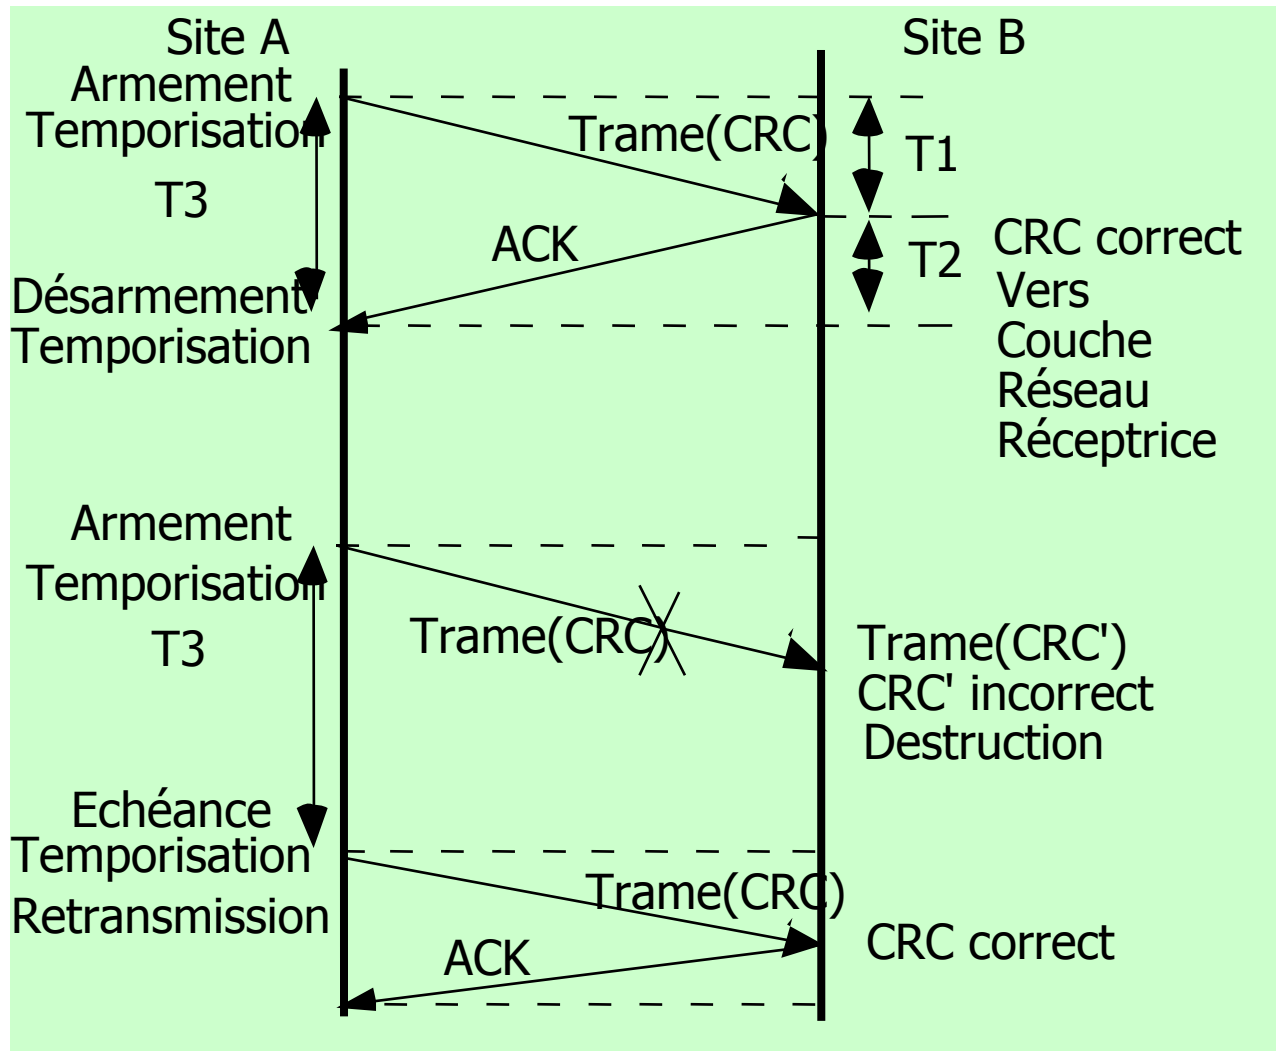 Site A
Site B
Armement
Temporisation
Trame(CRC)
T1
T3
ACK
CRC correct
T2
Vers
Désarmement
Temporisation
Couche
Réseau
Réceptrice
Armement
Temporisation
Trame(CRC)
T3
Trame(CRC')
CRC' incorrect
Destruction
Echéance
Temporisation
Retransmission
Trame(CRC)
CRC correct
ACK